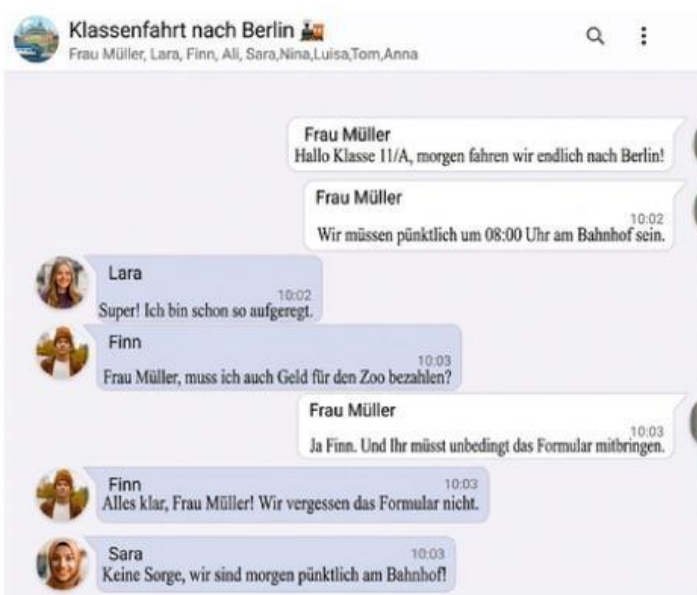 Klassenfahrt nach Berlin
Frau Müller, Lara, Finn, Ali, Sara,Nina,Luisa,Tom,Anna
Frau Müller
Hallo Klasse 11/A, morgen fahren wir endlich nach Berlin!
Frau Müller
10:02
Wir müssen pünktlich um 08:00 Uhr am Bahnhof sein.
Lara
10:02
Super! Ich bin schon so aufgeregt.
Finn
10:03
Frau Müller, muss ich auch Geld für den Zoo bezahlen?
Frau Müller
10:03
Ja Finn. Und Ihr müsst unbedingt das Formular mitbringen.
Finn 10:03
Alles klar, Frau Müller! Wir vergessen das Formular nicht.
Sara 10:03
Keine Sorge, wir sind morgen pünktlich am Bahnhof!